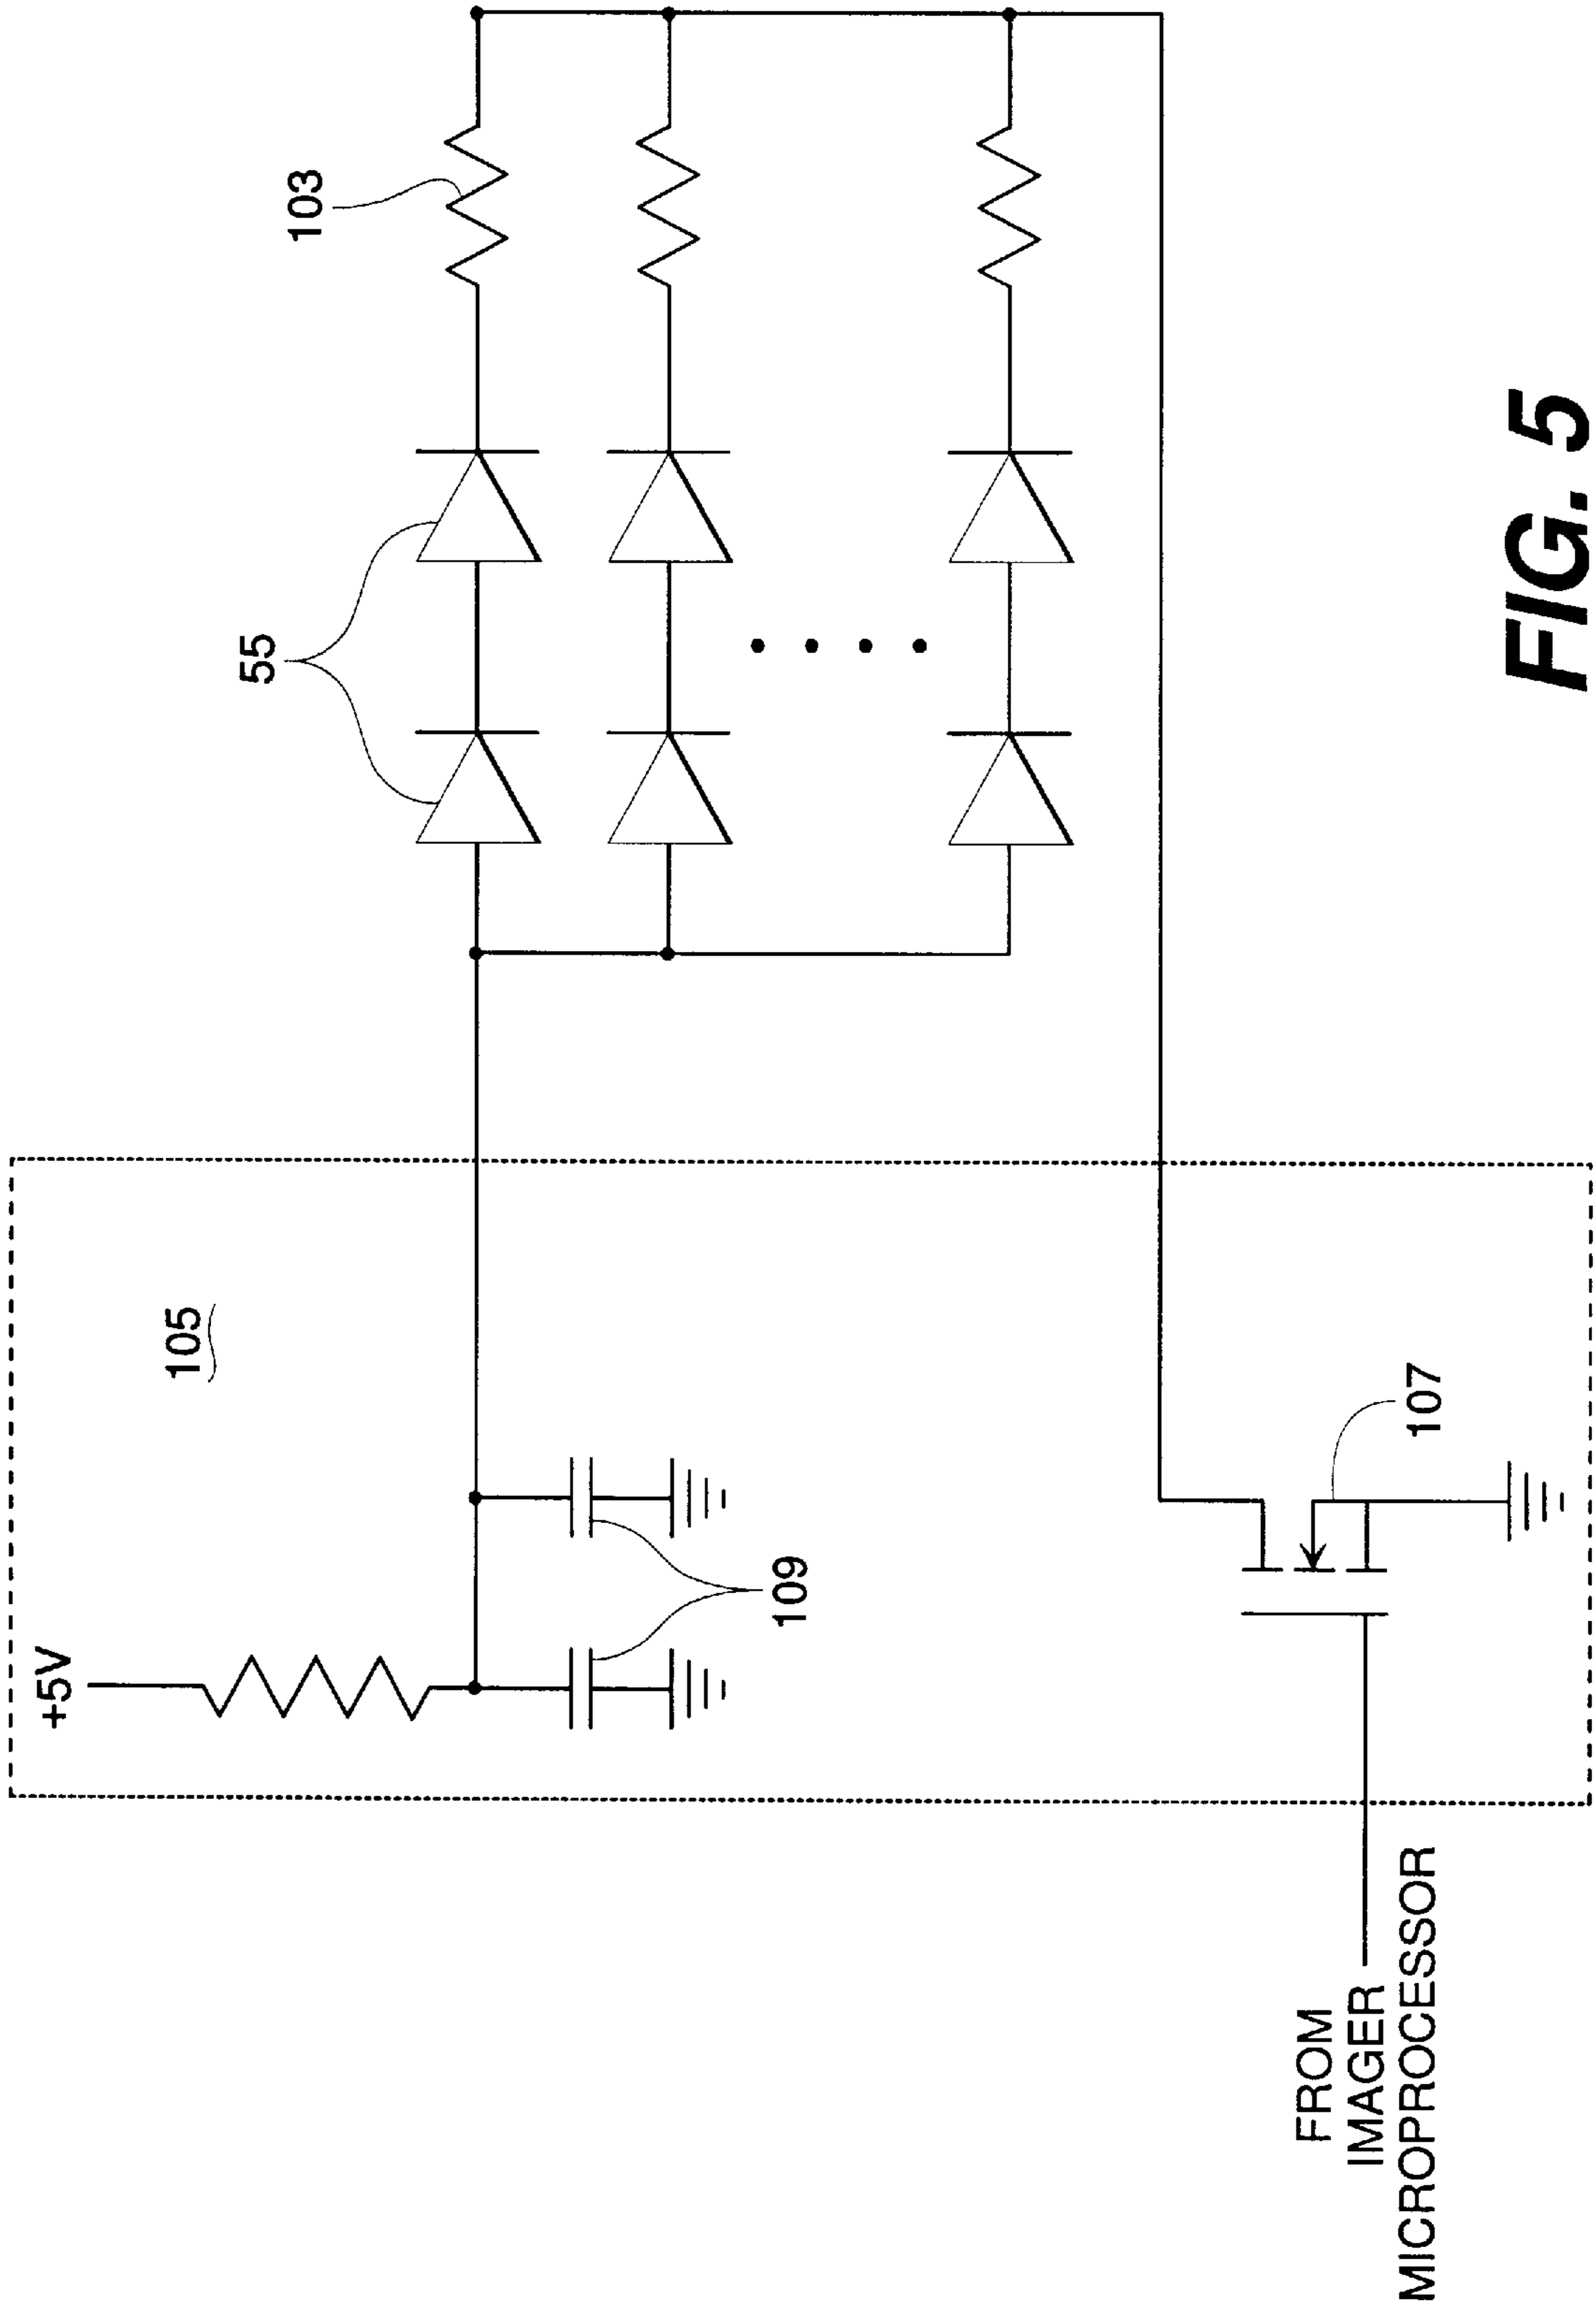 +5V
105
109
107
FROM
IMAGER
MICROPROCESSOR
55
103
FIG. 5